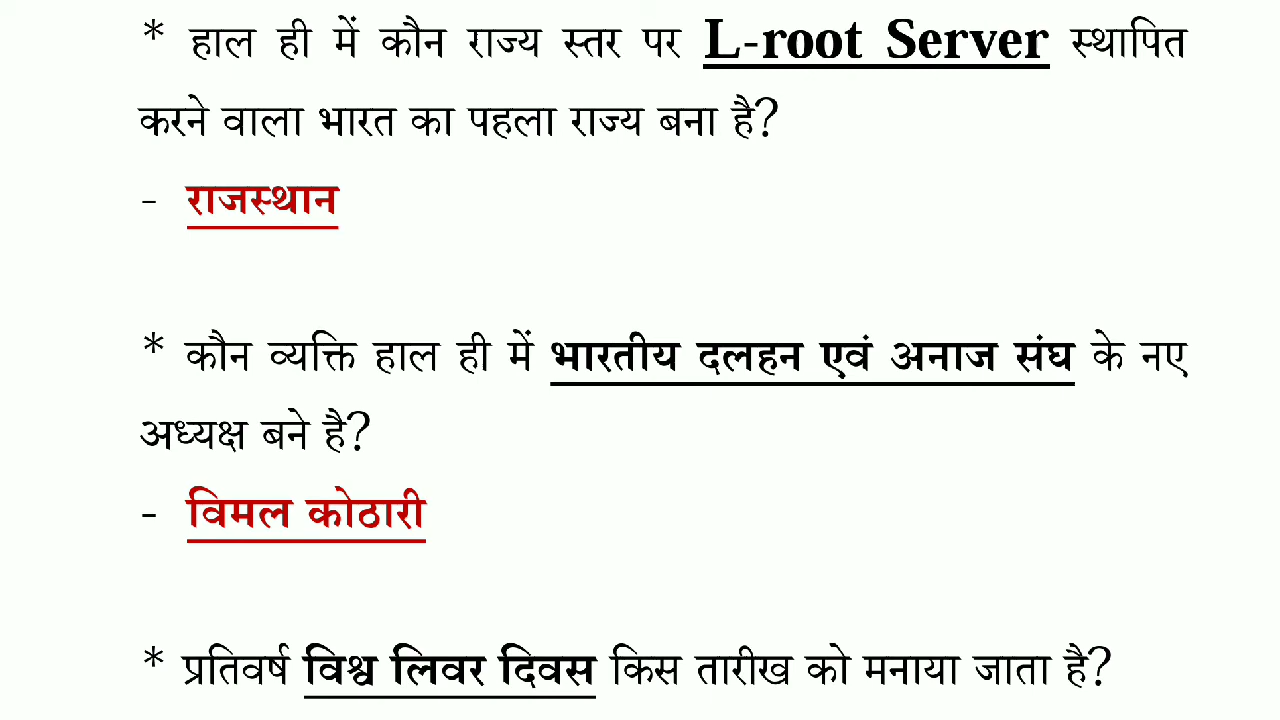 * हाल ही में कौन राज्य स्तर पर L-root Server स्थापित
करने वाला भारत का पहला राज्य बना है?
- राजस्थान
* कौन व्यक्ति हाल ही में भारतीय दलहन एवं अनाज संघ के नए
अध्यक्ष बने है?
- विमल कोठारी
* प्रतिवर्ष विश्व लिवर दिवस किस तारीख को मनाया जाता है?